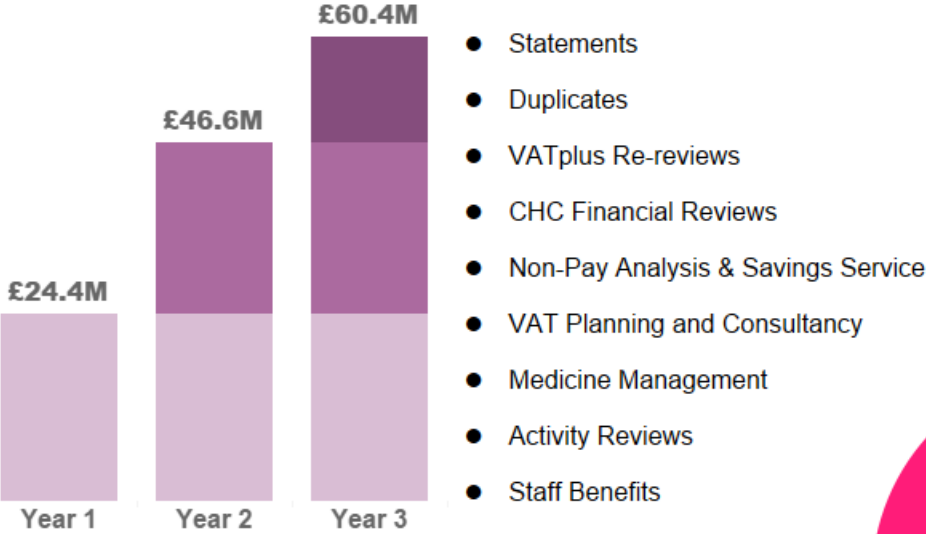 £60.4M
£46.6M
£24.4M
Year 1
Year 2
Year 3
● Statements
● Duplicates
● VATplus Re-reviews
● CHC Financial Reviews
● Non-Pay Analysis & Savings Service
● VAT Planning and Consultancy
● Medicine Management
● Activity Reviews
● Staff Benefits